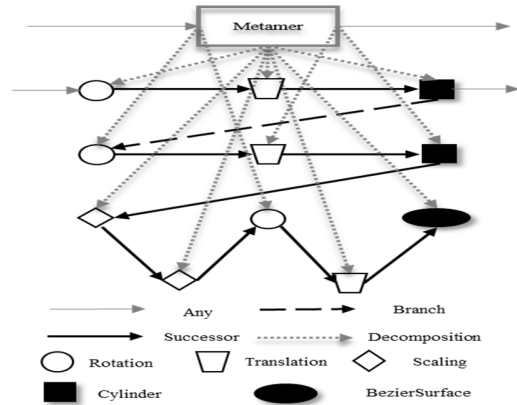 Metamer
Any Branch
Successor Decomposition
Rotation Translation Scaling
Cylinder BezierSurface